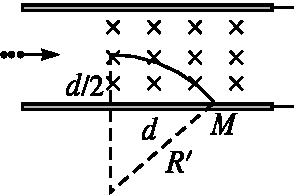 × × × ×
× × × ×
× × × ×
d/2
d
M
R′